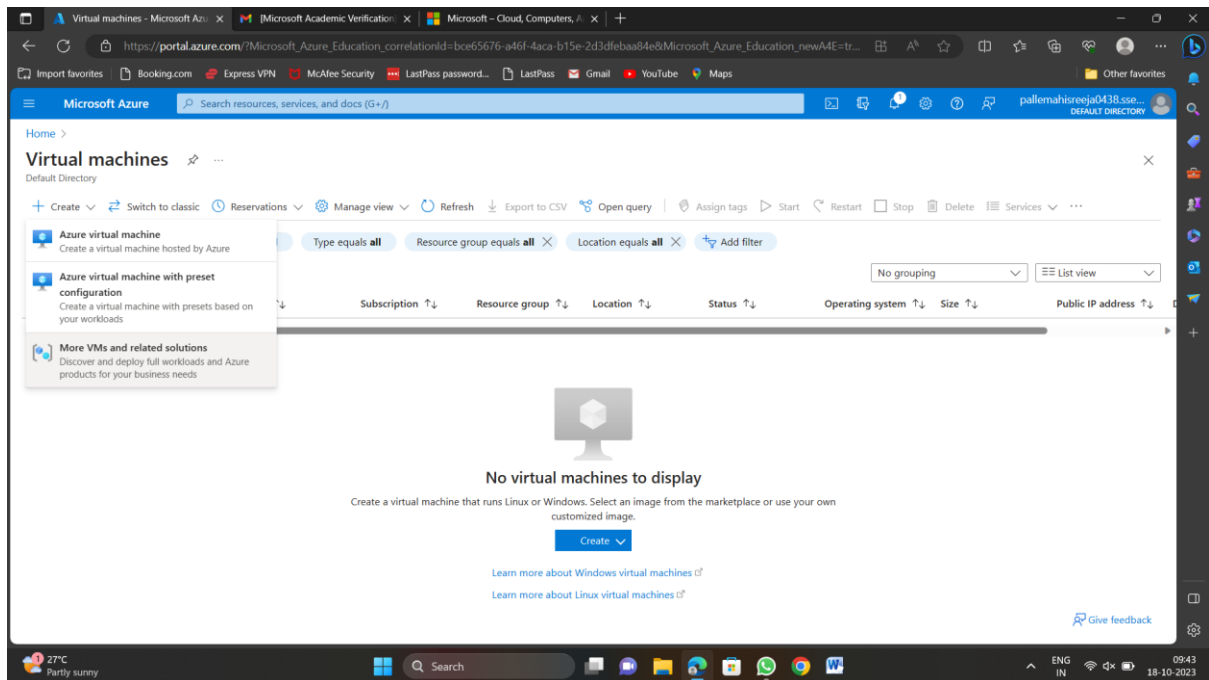 Virtual machines - Microsoft Azu
[Microsoft Academic Verification]
Microsoft – Cloud, Computers, A
https://portal.azure.com/?Microsoft_Azure_Education_correlationId=bce65676-a46f-4aca-b15e-2d3dfebaa84e&Microsoft_Azure_Education_newA4E=tr...
Import favorites
Booking.com
Express VPN
McAfee Security
LastPass password...
LastPass
Gmail
YouTube
Maps
Other favorites
Microsoft Azure
Search resources, services, and docs (G+/)
1
pallemahisreeja0438.sse...
DEFAULT DIRECTORY
Home >
Virtual machines
Default Directory
Create
Switch to classic
Reservations
Manage view
Refresh
Export to CSV
Open query
Assign tags
Start
Restart
Stop
Delete
Services
Azure virtual machine
Create a virtual machine hosted by Azure
Azure virtual machine with preset
configuration
Create a virtual machine with presets based on
your workloads
More VMs and related solutions
Discover and deploy full workloads and Azure
products for your business needs
Type equals all
Resource group equals all
Location equals all
Add filter
No grouping
List view
Subscription
Resource group
Location
Status
Operating system
Size
Public IP address
No virtual machines to display
Create a virtual machine that runs Linux or Windows. Select an image from the marketplace or use your own
customized image.
Create
Learn more about Windows virtual machines
Learn more about Linux virtual machines
Give feedback
1
27°C
Partly sunny
Search
ENG
IN
09:43
18-10-2023